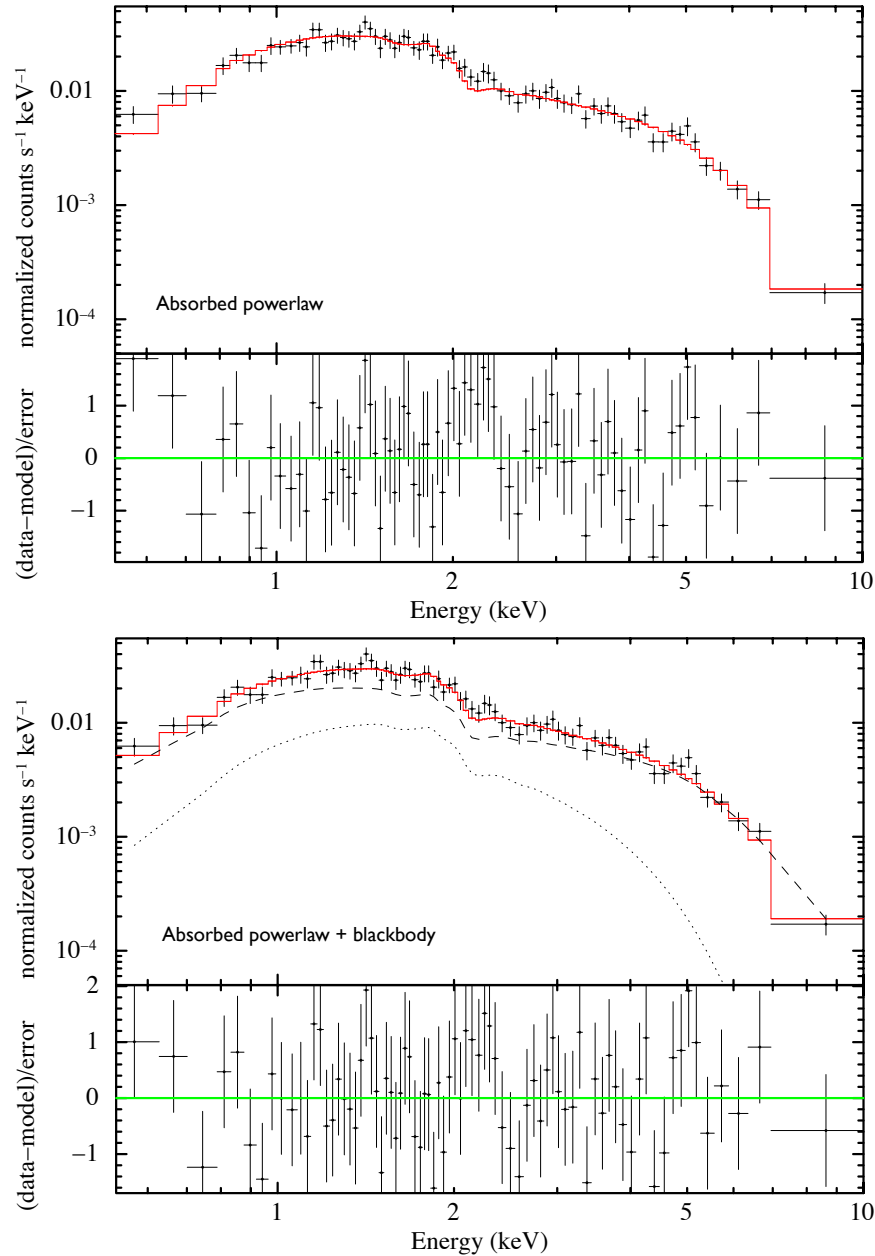 normalized counts s⁻¹ keV⁻¹
0.01
10⁻³
10⁻⁴
Absorbed powerlaw
(data−model)/error
1
0
−1
1 2 5 10
Energy (keV)
normalized counts s⁻¹ keV⁻¹
0.01
10⁻³
10⁻⁴
Absorbed powerlaw + blackbody
(data−model)/error
2
1
0
−1
1 2 5 10
Energy (keV)